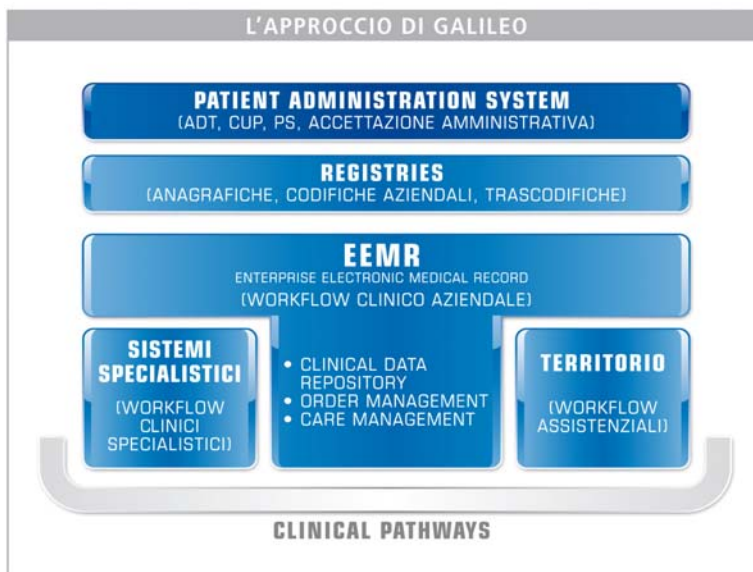 L'APPROCCIO DI GALILEO
PATIENT ADMINISTRATION SYSTEM
(ADT, CUP, PS, ACCETTAZIONE AMMINISTRATIVA)
REGISTRIES
(ANAGRAFICHE, CODIFICHE AZIENDALI, TRASCODIFICHE)
EEMR
ENTERPRISE ELECTRONIC MEDICAL RECORD
(WORKFLOW CLINICO AZIENDALE)
SISTEMI
SPECIALISTICI
(WORKFLOW
CLINICI
SPECIALISTICI)
• CLINICAL DATA
REPOSITORY
• ORDER MANAGEMENT
• CARE MANAGEMENT
TERRITORIO
(WORKFLOW
ASSISTENZIALI)
CLINICAL PATHWAYS